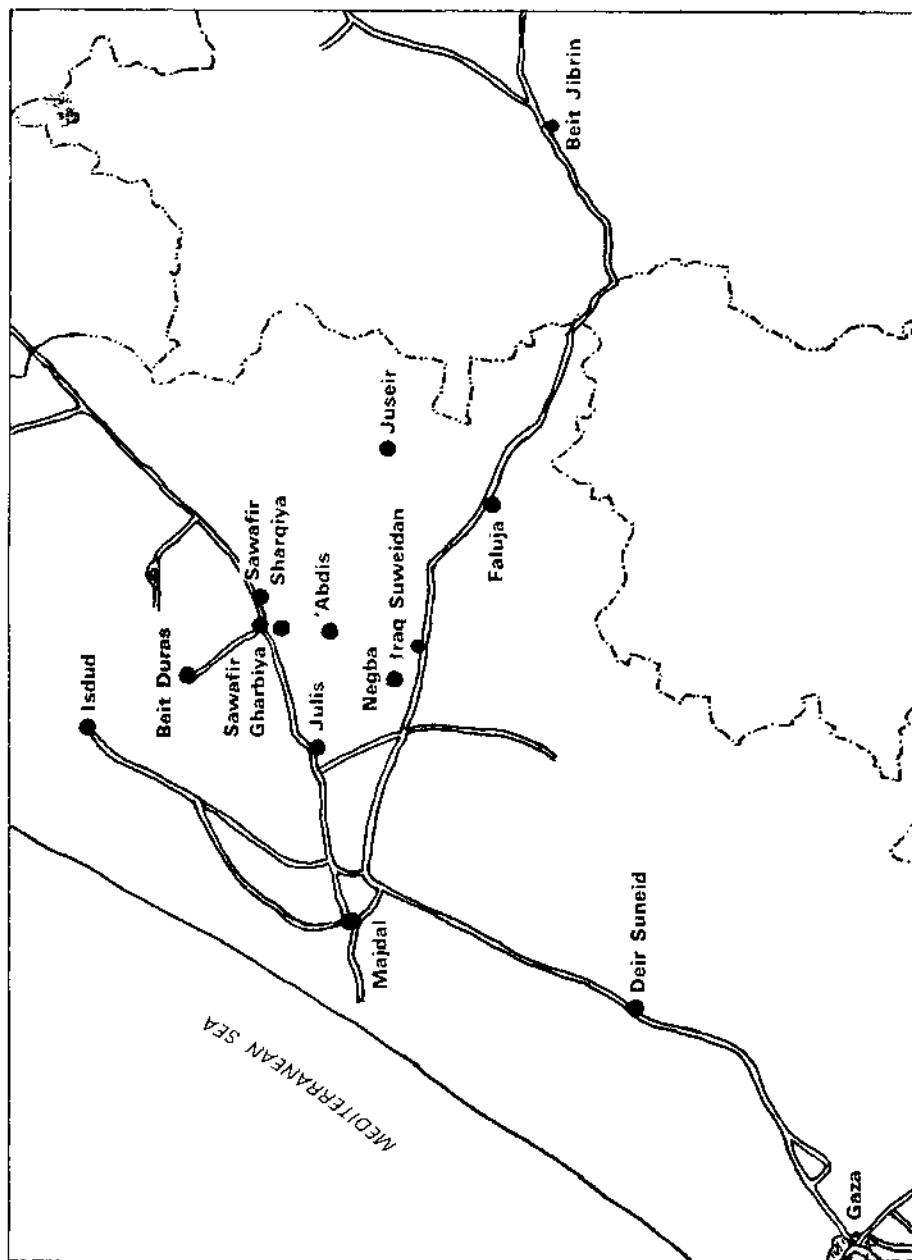 Isdud
Beit Duras
Sawafir
Gharbiya
Sawafir
Sharqiya
'Abdis
Julis
Negba
Iraq Suweidan
Juseir
Faluja
Beit Jibrin
Majdal
MEDITERRANEAN SEA
Deir Suneid
Gaza